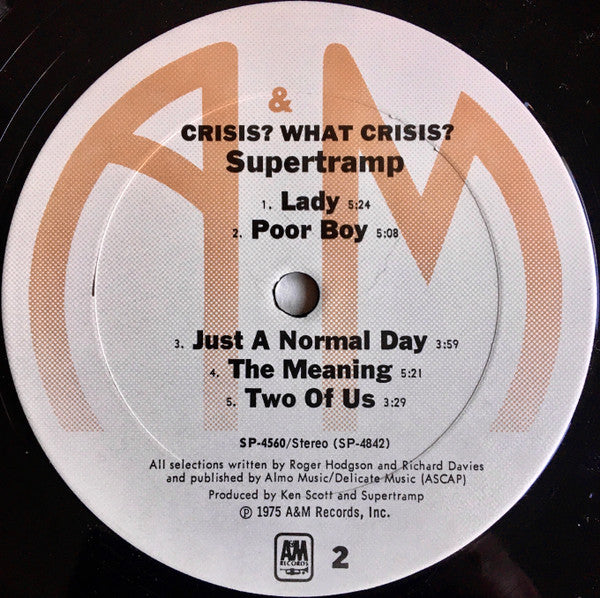 &
CRISIS? WHAT CRISIS?
Supertramp
1. Lady 5:24
2. Poor Boy 5:08
3. Just A Normal Day 3:59
4. The Meaning 5:21
5. Two Of Us 3:29
SP-4560/Stereo (SP-4842)
All selections written by Roger Hodgson and Richard Davies
and published by Almo Music/Delicate Music (ASCAP)
Produced by Ken Scott and Supertramp
℗ 1975 A&M Records, Inc.
A&M
RECORDS
2
A M